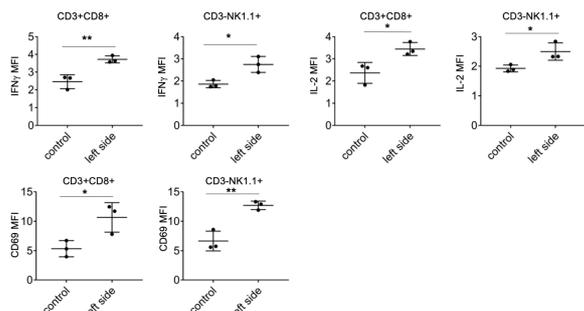 CD3+CD8+
**
IFNγ MFI
5
4
3
2
1
0
control
left side
CD3-NK1.1+
*
IFNγ MFI
4
3
2
1
0
control
left side
CD3+CD8+
*
IL-2 MFI
4
3
2
1
0
control
left side
CD3-NK1.1+
*
IL-2 MFI
3
2
1
0
control
left side
CD3+CD8+
*
CD69 MFI
15
10
5
0
control
left side
CD3-NK1.1+
**
CD69 MFI
15
10
5
0
control
left side